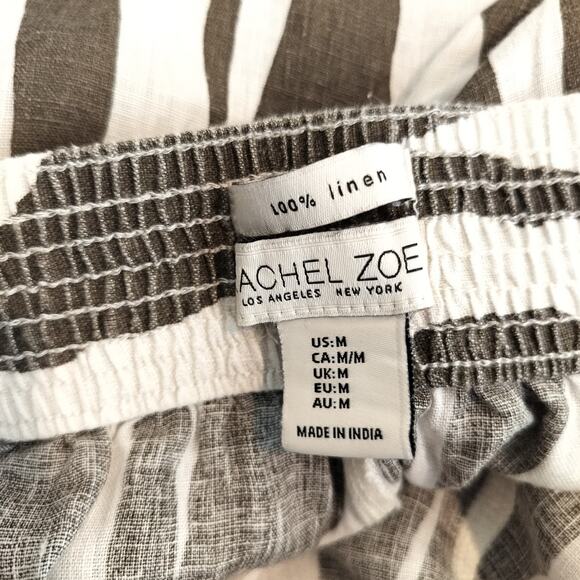 100% linen
ACHEL ZOE
LOS ANGELES NEW YORK
US:M
CA:M/M
UK:M
EU:M
AU:M
MADE IN INDIA